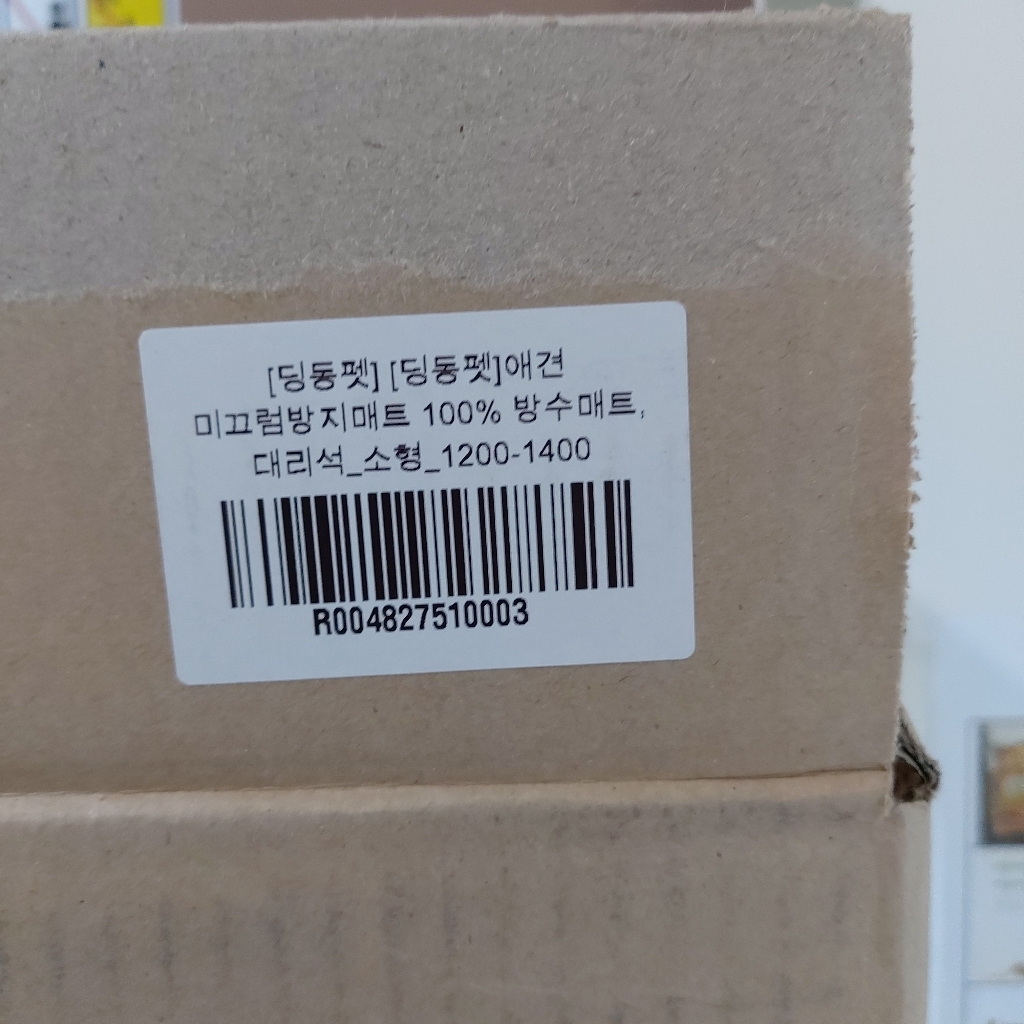 [딩동펫] [딩동펫]애견
미끄럼방지매트 100% 방수매트,
대리석_소형_1200-1400
R004827510003